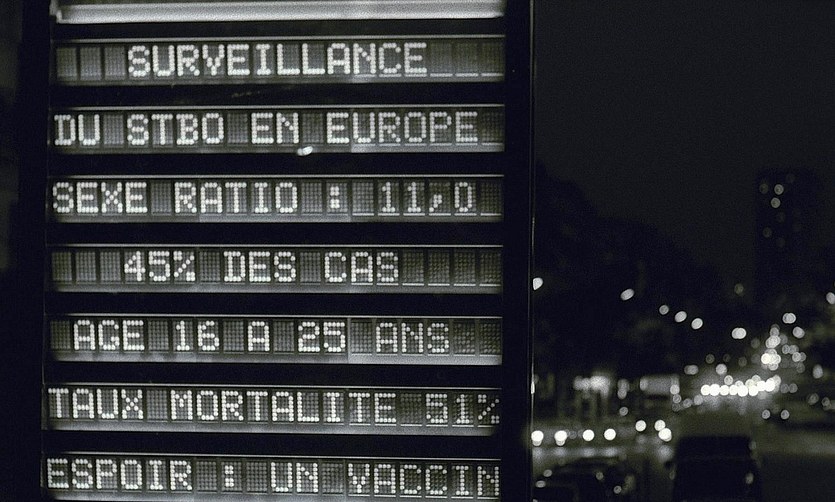 SURVEILLANCE
DU STBO EN EUROPE
SEXE RATIO : 11,0
45% DES CAS
AGE 16 A 25 ANS
TAUX MORTALITE 51%
ESPOIR : UN VACCIN